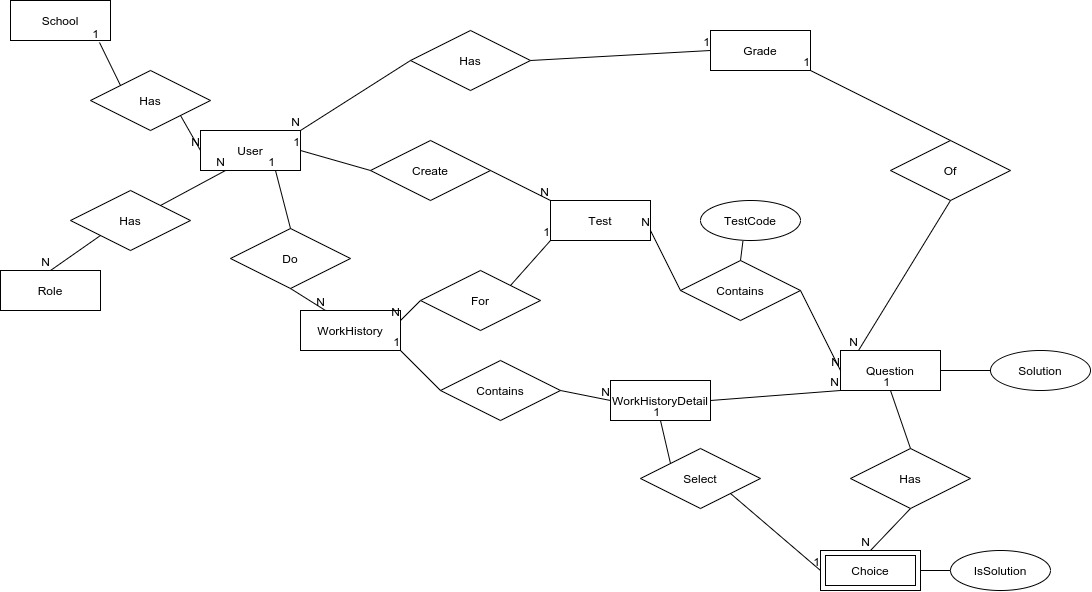 School
1
Has
Grade
1
1
Has
N
N
User
1
N
1
Create
Of
Has
N
Test
N
1
TestCode
N
Role
Do
N
For
Contains
WorkHistory
N
1
N
N
Question
1
N
Solution
Contains
N
WorkHistoryDetail
1
Select
Has
N
1
Choice
IsSolution